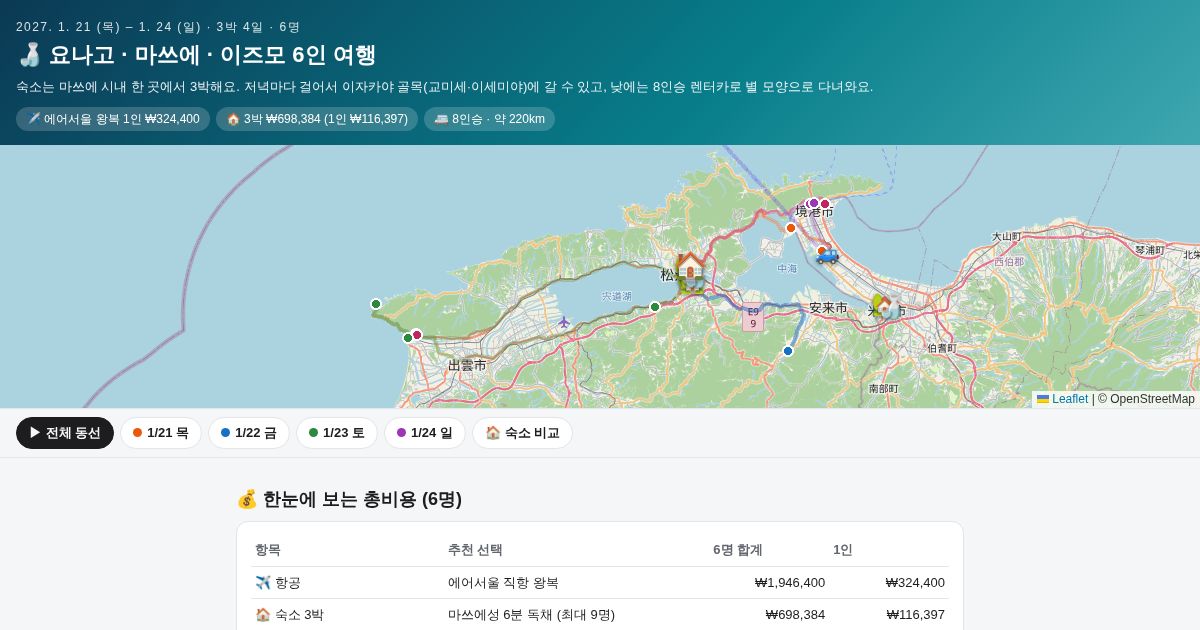 2027. 1. 21 (목) – 1. 24 (일) · 3박 4일 · 6명
🍶 요나고 · 마쓰에 · 이즈모 6인 여행
숙소는 마쓰에 시내 한 곳에서 3박해요. 저녁마다 걸어서 이자카야 골목(교미세·이세미야)에 갈 수 있고, 낮에는 8인승 렌터카로 별 모양으로 다녀와요.
✈️ 에어서울 왕복 1인 ₩324,400
🏠 3박 ₩698,384 (1인 ₩116,397)
🚐 8인승 · 약 220km
境港市
大山町
琴浦町
西伯郡
中海
宍道湖
安来市
E9
9
伯耆町
出雲市
南部町
Leaflet | © OpenStreetMap
▶ 전체 동선
1/21 목
1/22 금
1/23 토
1/24 일
🏠 숙소 비교
💰 한눈에 보는 총비용 (6명)
항목 추천 선택 6명 합계 1인
✈️ 항공 에어서울 직항 왕복 ₩1,946,400 ₩324,400
🏠 숙소 3박 마쓰에성 6분 독채 (최대 9명) ₩698,384 ₩116,397